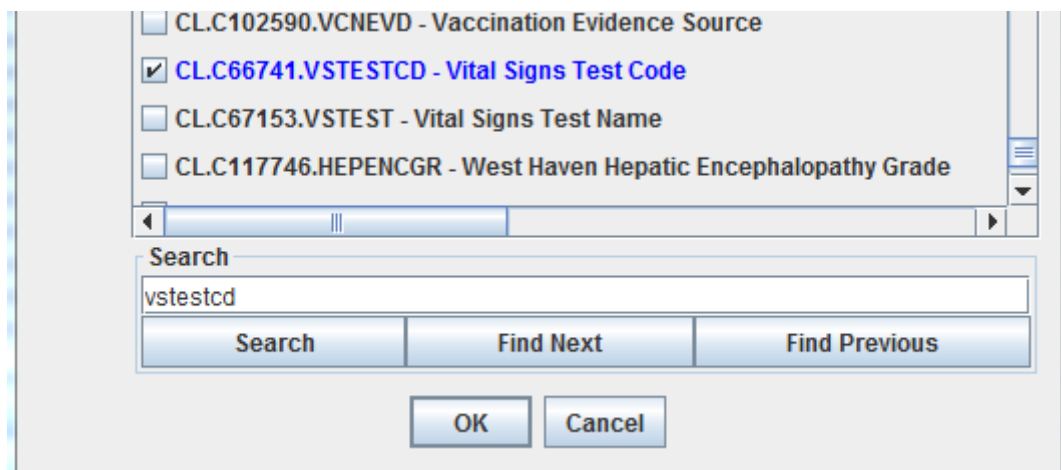 CL.C102590.VCNEVD - Vaccination Evidence Source
CL.C66741.VSTESTCD - Vital Signs Test Code
CL.C67153.VSTEST - Vital Signs Test Name
CL.C117746.HEPENCGR - West Haven Hepatic Encephalopathy Grade
Search
vstestcd
Search Find Next Find Previous
OK Cancel